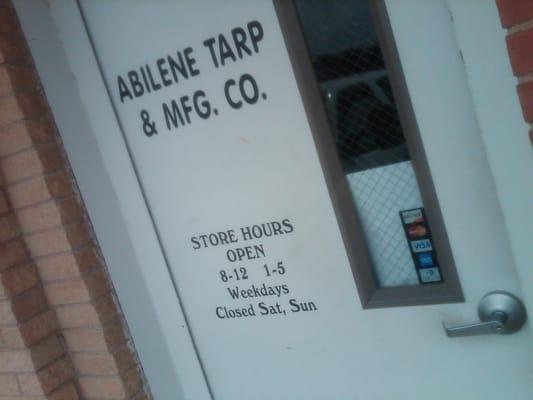 ABILENE TARP
& MFG. CO.
STORE HOURS
OPEN
8-12 1-5
Weekdays
Closed Sat, Sun
VISA